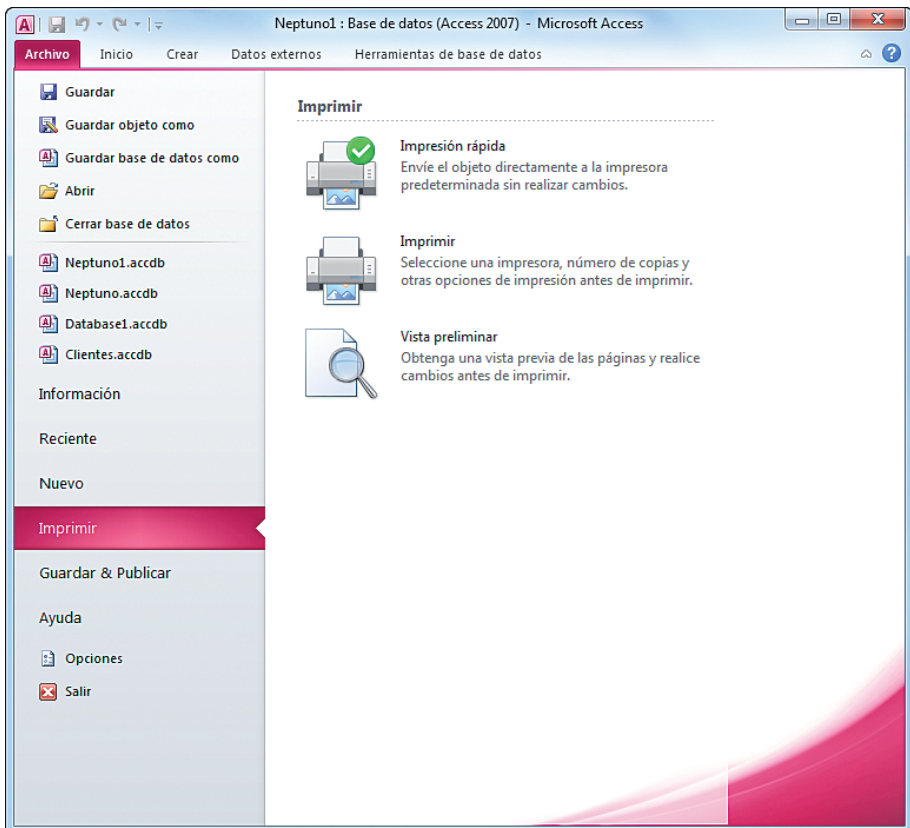 Neptuno1 : Base de datos (Access 2007) - Microsoft Access
Archivo Inicio Crear Datos externos Herramientas de base de datos
Guardar
Guardar objeto como
Guardar base de datos como
Abrir
Cerrar base de datos
Neptuno1.accdb
Neptuno.accdb
Database1.accdb
Clientes.accdb
Información
Reciente
Nuevo
Imprimir
Guardar & Publicar
Ayuda
Opciones
Salir
Imprimir
Impresión rápida
Envíe el objeto directamente a la impresora
predeterminada sin realizar cambios.
Imprimir
Seleccione una impresora, número de copias y
otras opciones de impresión antes de imprimir.
Vista preliminar
Obtenga una vista previa de las páginas y realice
cambios antes de imprimir.